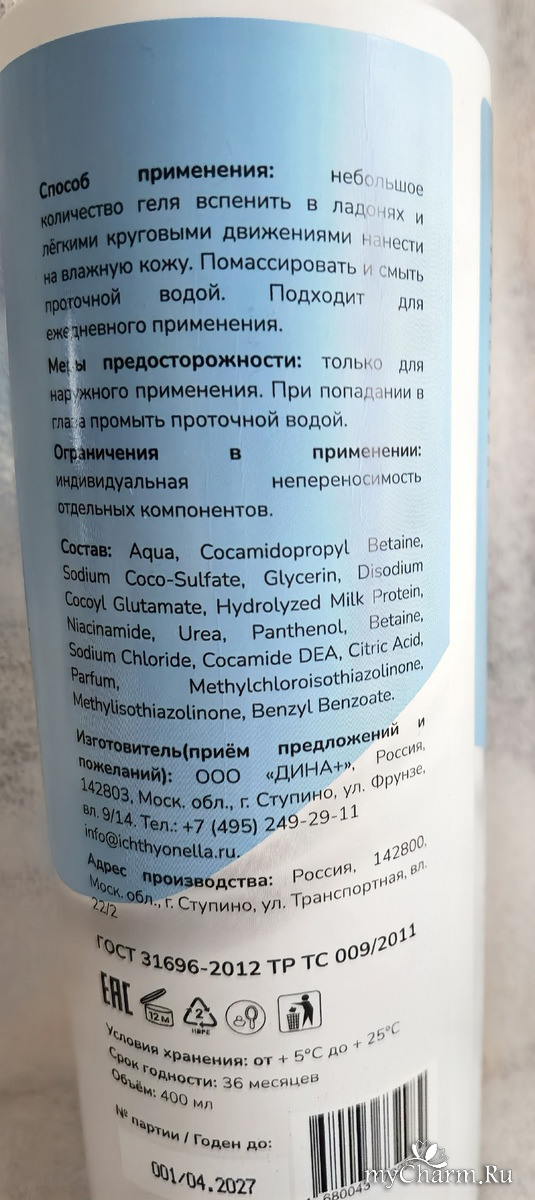 Способ применения: небольшое
количество геля вспенить в ладонях и
лёгкими круговыми движениями нанести
на влажную кожу. Помассировать и смыть
проточной водой. Подходит для
ежедневного применения.
Меры предосторожности: только для
наружного применения. При попадании в
глаза промыть проточной водой.
Ограничения в применении:
индивидуальная непереносимость
отдельных компонентов.
Состав: Aqua, Cocamidopropyl Betaine,
Sodium Coco-Sulfate, Glycerin, Disodium
Cocoyl Glutamate, Hydrolyzed Milk Protein,
Niacinamide, Urea, Panthenol, Betaine,
Sodium Chloride, Cocamide DEA, Citric Acid,
Parfum, Methylchloroisothiazolinone,
Methylisothiazolinone, Benzyl Benzoate.
Изготовитель(приём предложений и
пожеланий): ООО «ДИНА+», Россия,
142803, Моск. обл., г. Ступино, ул. Фрунзе,
вл. 9/14. Тел.: +7 (495) 249-29-11
info@ichthyonella.ru.
Адрес производства: Россия, 142800,
Моск. обл., г. Ступино, ул. Транспортная, вл.
22/2
ГОСТ 31696-2012 ТР ТС 009/2011
EAC 12 М 2 HDPE
Условия хранения: от + 5°С до + 25°С
Срок годности: 36 месяцев
Объём: 400 мл
№ партии / Годен до:
001/04.2027
680043
myCharm.Ru